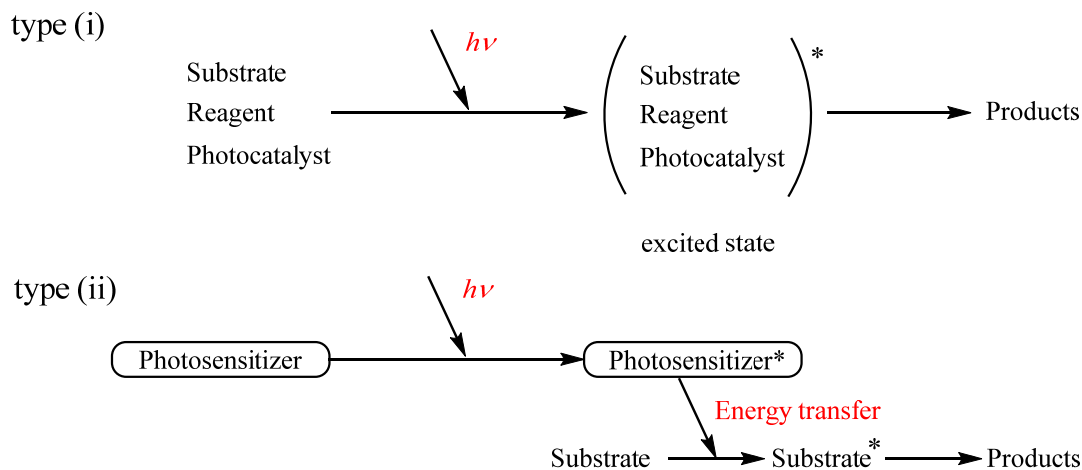 type (i)
hν
Substrate
Reagent
Photocatalyst
Substrate
Reagent
Photocatalyst
*
Products
excited state
type (ii)
hν
Photosensitizer
Photosensitizer*
Energy transfer
Substrate
Substrate*
Products